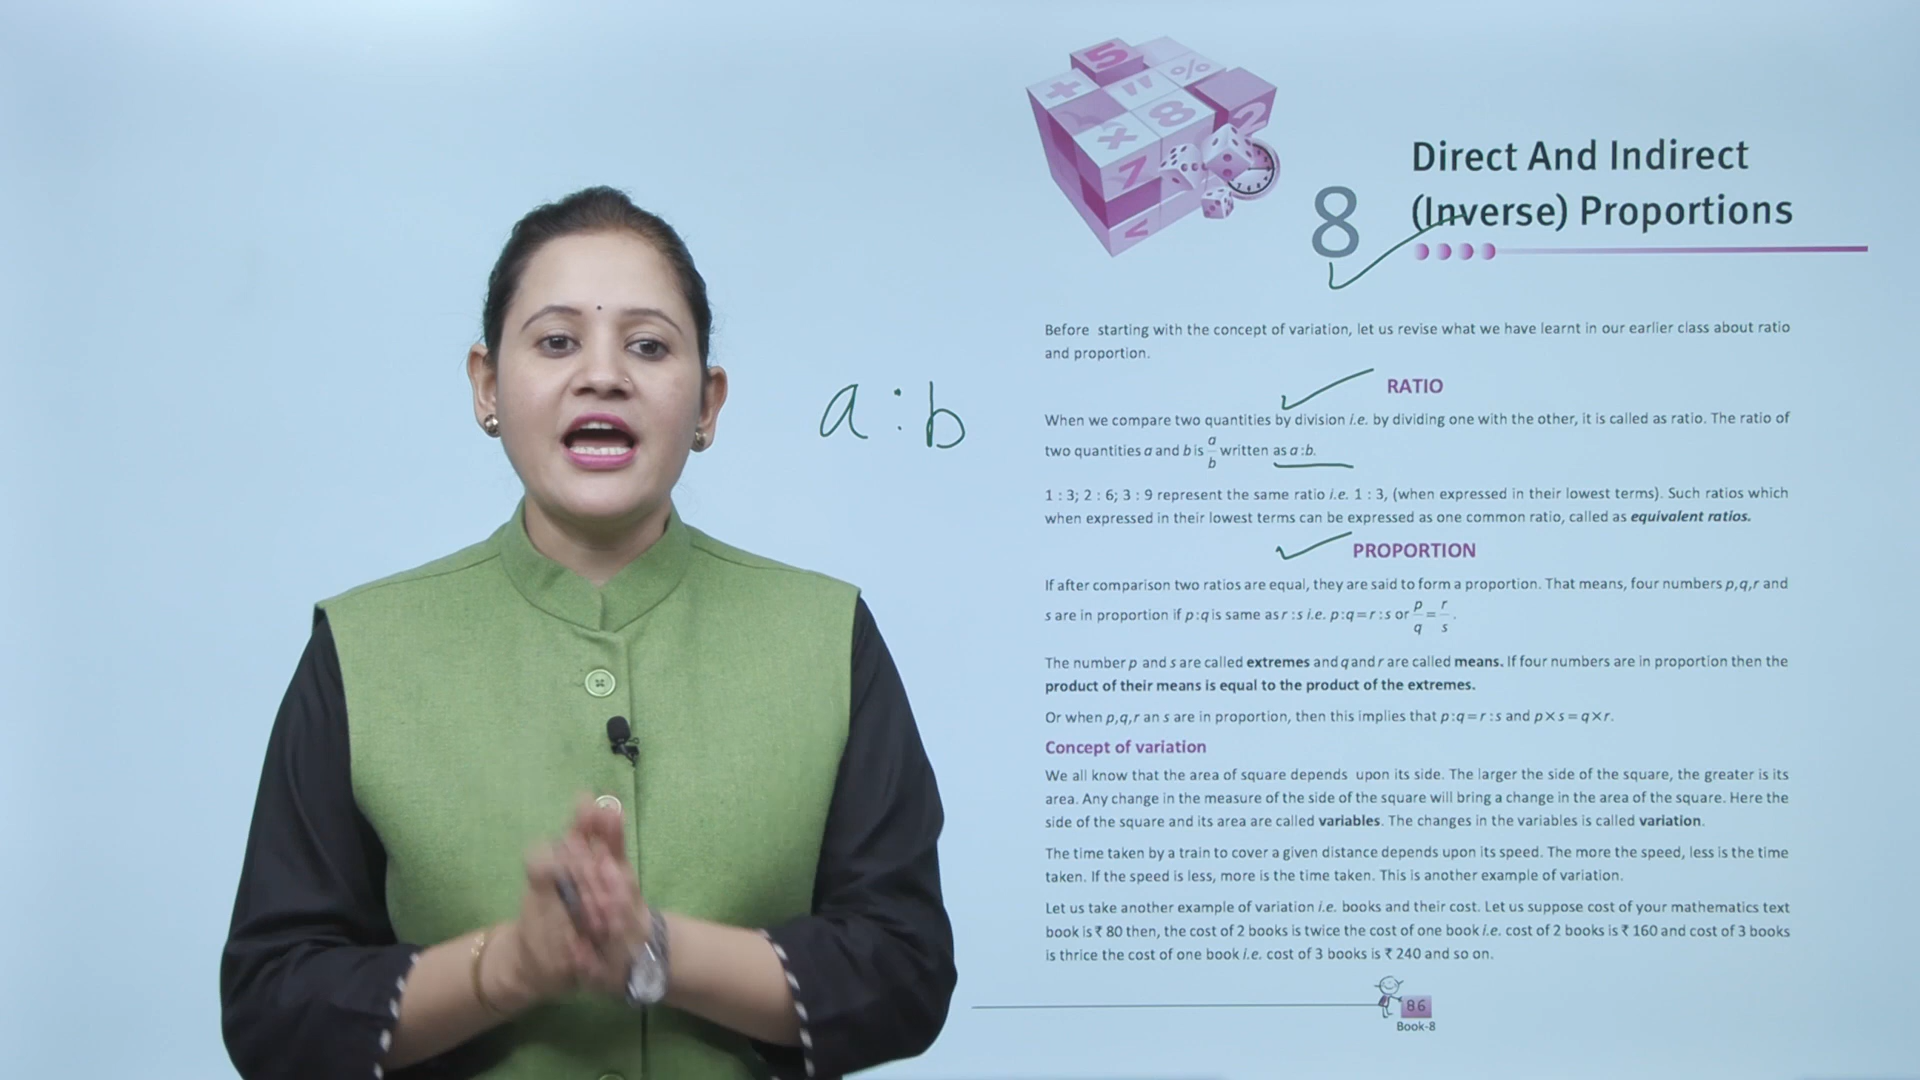 5
+ = %
8
× 2
7
<
8
Direct And Indirect
(Inverse) Proportions
Before starting with the concept of variation, let us revise what we have learnt in our earlier class about ratio
and proportion.
RATIO
When we compare two quantities by division i.e. by dividing one with the other, it is called as ratio. The ratio of
two quantities a and b is a/b written as a:b.
a : b
1 : 3; 2 : 6; 3 : 9 represent the same ratio i.e. 1 : 3, (when expressed in their lowest terms). Such ratios which
when expressed in their lowest terms can be expressed as one common ratio, called as equivalent ratios.
PROPORTION
If after comparison two ratios are equal, they are said to form a proportion. That means, four numbers p,q,r and
s are in proportion if p:q is same as r:s i.e. p:q=r:s or p/q = r/s.
The number p and s are called extremes and q and r are called means. If four numbers are in proportion then the
product of their means is equal to the product of the extremes.
Or when p,q,r an s are in proportion, then this implies that p:q=r:s and p×s=q×r.
Concept of variation
We all know that the area of square depends upon its side. The larger the side of the square, the greater is its
area. Any change in the measure of the side of the square will bring a change in the area of the square. Here the
side of the square and its area are called variables. The changes in the variables is called variation.
The time taken by a train to cover a given distance depends upon its speed. The more the speed, less is the time
taken. If the speed is less, more is the time taken. This is another example of variation.
Let us take another example of variation i.e. books and their cost. Let us suppose cost of your mathematics text
book is ₹ 80 then, the cost of 2 books is twice the cost of one book i.e. cost of 2 books is ₹ 160 and cost of 3 books
is thrice the cost of one book i.e. cost of 3 books is ₹ 240 and so on.
86
Book-8